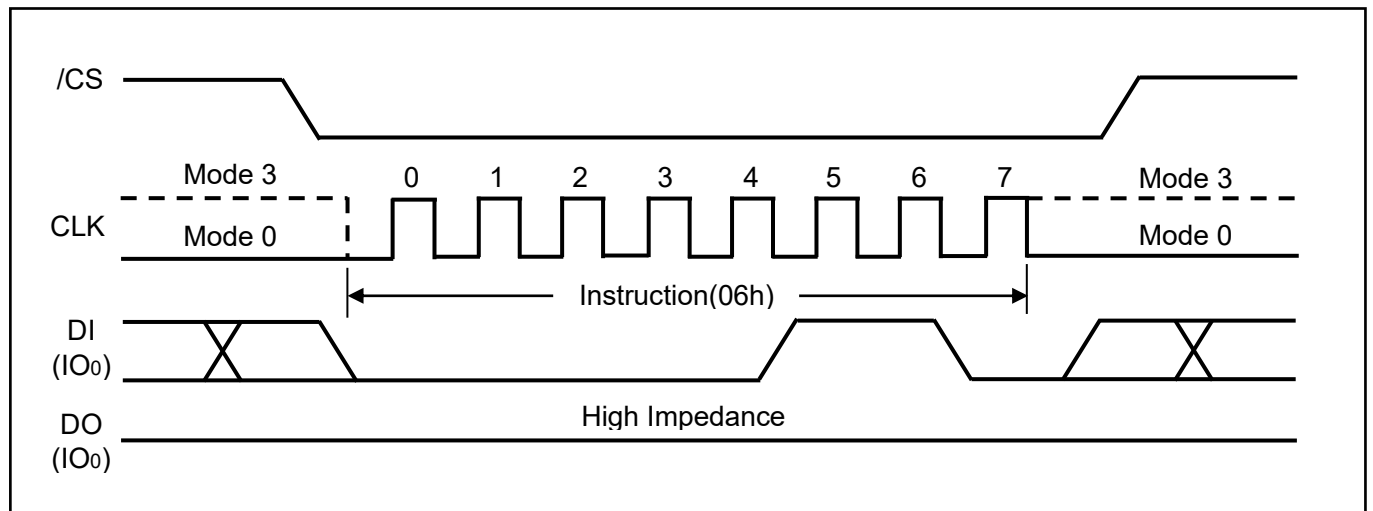 /CS
Mode 3 0 1 2 3 4 5 6 7 Mode 3
CLK
Mode 0 Mode 0
Instruction(06h)
DI
(IO0)
High Impedance
DO
(IO0)